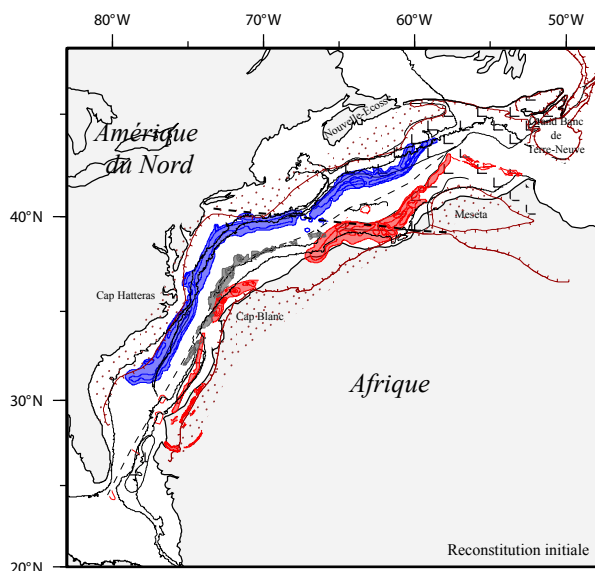 80°W
70°W
60°W
50°W
Amérique
du Nord
Nouvelle-Ecosse
Grand Banc
de
Terre-Neuve
40°N
Meseta
Cap Hatteras
Cap Blanc
Afrique
30°N
Reconstitution initiale
20°N